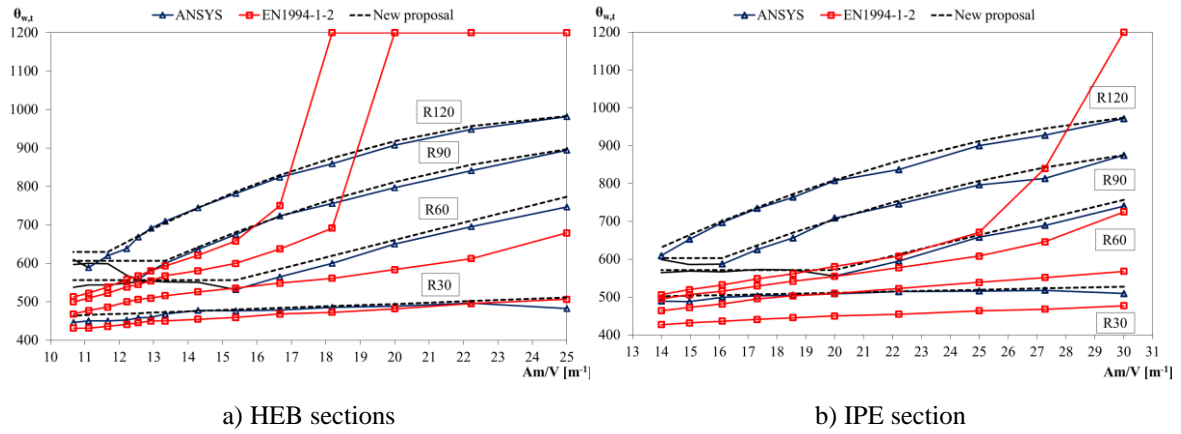 θw,t
ANSYS EN1994-1-2 New proposal
1200
1100
1000
900
800
700
600
500
400
R120
R90
R60
R30
10 11 12 13 14 15 16 17 18 19 20 21 22 23 24 25
Am/V [m-1]
θw,t
ANSYS EN1994-1-2 New proposal
1200
1100
1000
900
800
700
600
500
400
R120
R90
R60
R30
13 14 15 16 17 18 19 20 21 22 23 24 25 26 27 28 29 30 31
Am/V [m-1]
a) HEB sections
b) IPE section